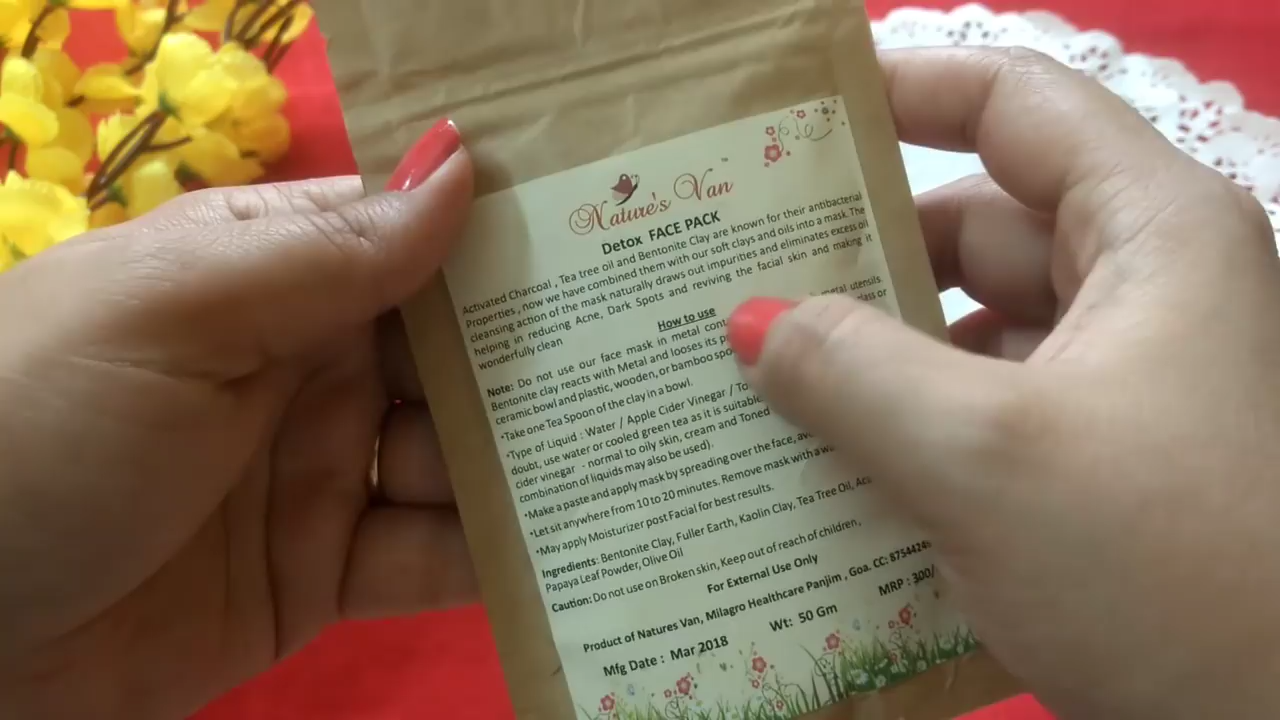 Nature's Van ™
Detox FACE PACK
Activated Charcoal , Tea tree oil and Bentonite Clay are known for their antibacterial
Properties , now we have combined them with our soft clays and oils into a mask. The
cleansing action of the mask naturally draws out impurities and eliminates excess oil
helping in reducing Acne, Dark Spots and reviving the facial skin and making it
wonderfully clean
How to use
Note: Do not use our face mask in metal metal utensils
Bentonite clay reacts with Metal and looses its or
ceramic bowl and plastic, wooden, or bamboo
•Take one Tea Spoon of the clay in a bowl.
•Type of Liquid : Water / Apple Cider Vinegar /
doubt, use water or cooled green tea as it is suitable
cider vinegar - normal to oily skin, cream and Toned
combination of liquids may also be used).
•Make a paste and apply mask by spreading over the face,
•Let sit anywhere from 10 to 20 minutes. Remove mask with a
•May apply Moisturizer post Facial for best results.
Ingredients: Bentonite Clay, Fuller Earth, Kaolin Clay, Tea Tree Oil,
Papaya Leaf Powder, Olive Oil
Caution: Do not use on Broken skin, Keep out of reach of children,
For External Use Only
Product of Natures Van, Milagro Healthcare Panjim , Goa. CC:
Mfg Date : Mar 2018 Wt: 50 Gm MRP : 300/